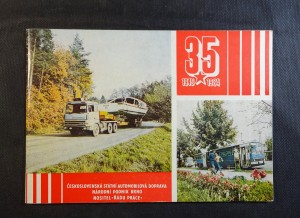 35
1949 1984
ČESKOSLOVENSKÁ STÁTNÍ AUTOMOBILOVÁ DOPRAVA
NÁRODNÍ PODNIK BRNO
NOSITEL »ŘÁDU PRÁCE«